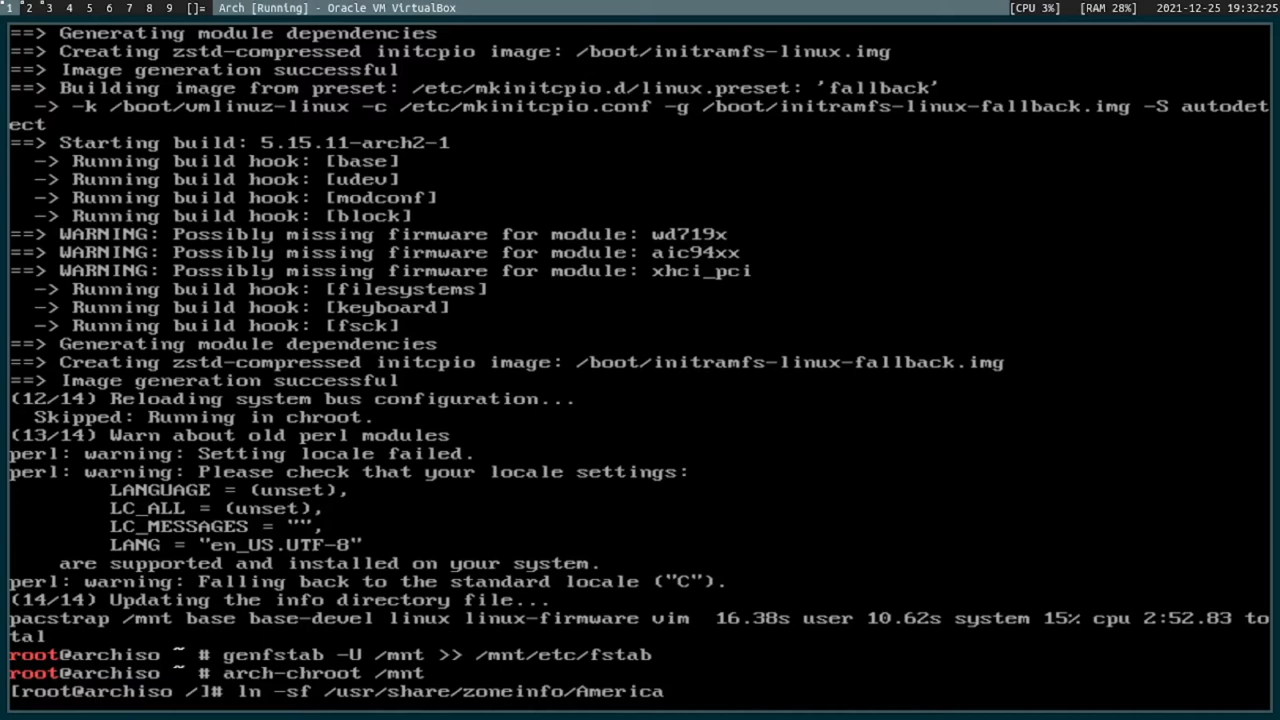 1 2 3 4 5 6 7 8 9 []= Arch [Running] - Oracle VM VirtualBox [CPU 3%] [RAM 28%] 2021-12-25 19:32:25
==> Generating module dependencies
==> Creating zstd-compressed initcpio image: /boot/initramfs-linux.img
==> Image generation successful
==> Building image from preset: /etc/mkinitcpio.d/linux.preset: 'fallback'
  -> -k /boot/vmlinuz-linux -c /etc/mkinitcpio.conf -g /boot/initramfs-linux-fallback.img -S autodet
ect
==> Starting build: 5.15.11-arch2-1
  -> Running build hook: [base]
  -> Running build hook: [udev]
  -> Running build hook: [modconf]
  -> Running build hook: [block]
==> WARNING: Possibly missing firmware for module: wd719x
==> WARNING: Possibly missing firmware for module: aic94xx
==> WARNING: Possibly missing firmware for module: xhci_pci
  -> Running build hook: [filesystems]
  -> Running build hook: [keyboard]
  -> Running build hook: [fsck]
==> Generating module dependencies
==> Creating zstd-compressed initcpio image: /boot/initramfs-linux-fallback.img
==> Image generation successful
(12/14) Reloading system bus configuration...
  Skipped: Running in chroot.
(13/14) Warn about old perl modules
perl: warning: Setting locale failed.
perl: warning: Please check that your locale settings:
        LANGUAGE = (unset),
        LC_ALL = (unset),
        LC_MESSAGES = "",
        LANG = "en_US.UTF-8"
    are supported and installed on your system.
perl: warning: Falling back to the standard locale ("C").
(14/14) Updating the info directory file...
pacstrap /mnt base base-devel linux linux-firmware vim  16.38s user 10.62s system 15% cpu 2:52.83 to
tal
root@archiso ~ # genfstab -U /mnt >> /mnt/etc/fstab
root@archiso ~ # arch-chroot /mnt
[root@archiso /]# ln -sf /usr/share/zoneinfo/America